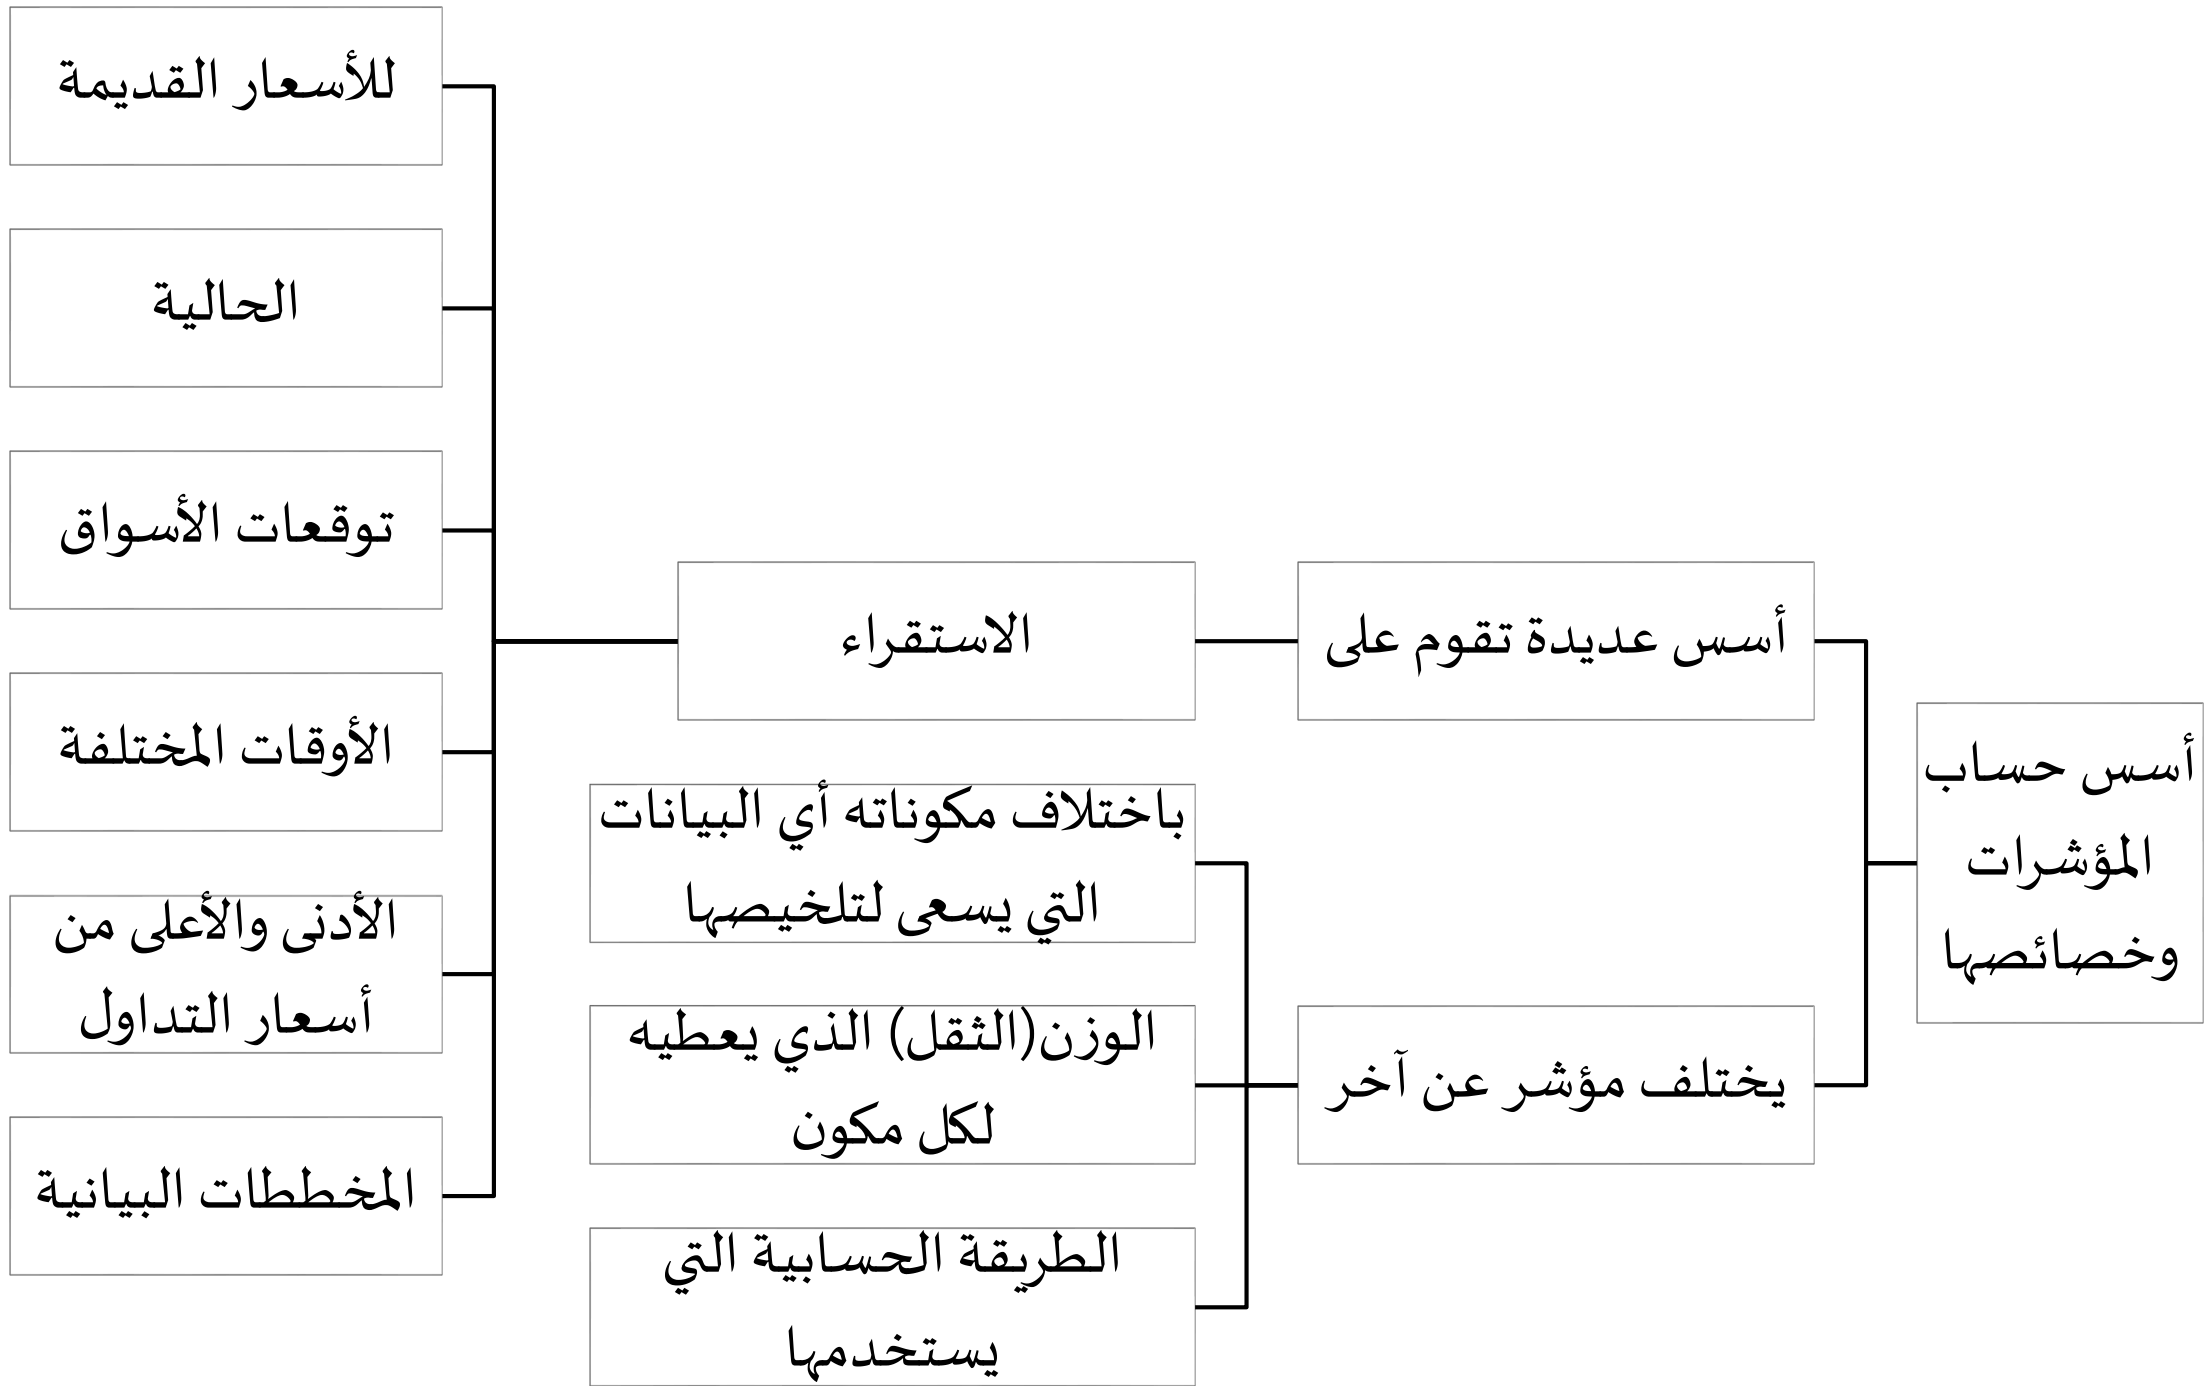 أسس حساب
المؤشرات
وخصائصها
أسس عديدة تقوم على
الاستقراء
للأسعار القديمة
الحالية
توقعات الأسواق
الأوقات المختلفة
الأدنى والأعلى من
أسعار التداول
المخططات البيانية
يختلف مؤشر عن آخر
باختلاف مكوناته أي البيانات
التي يسعى لتلخيصها
الوزن(الثقل) الذي يعطيه
لكل مكون
الطريقة الحسابية التي
يستخدمها